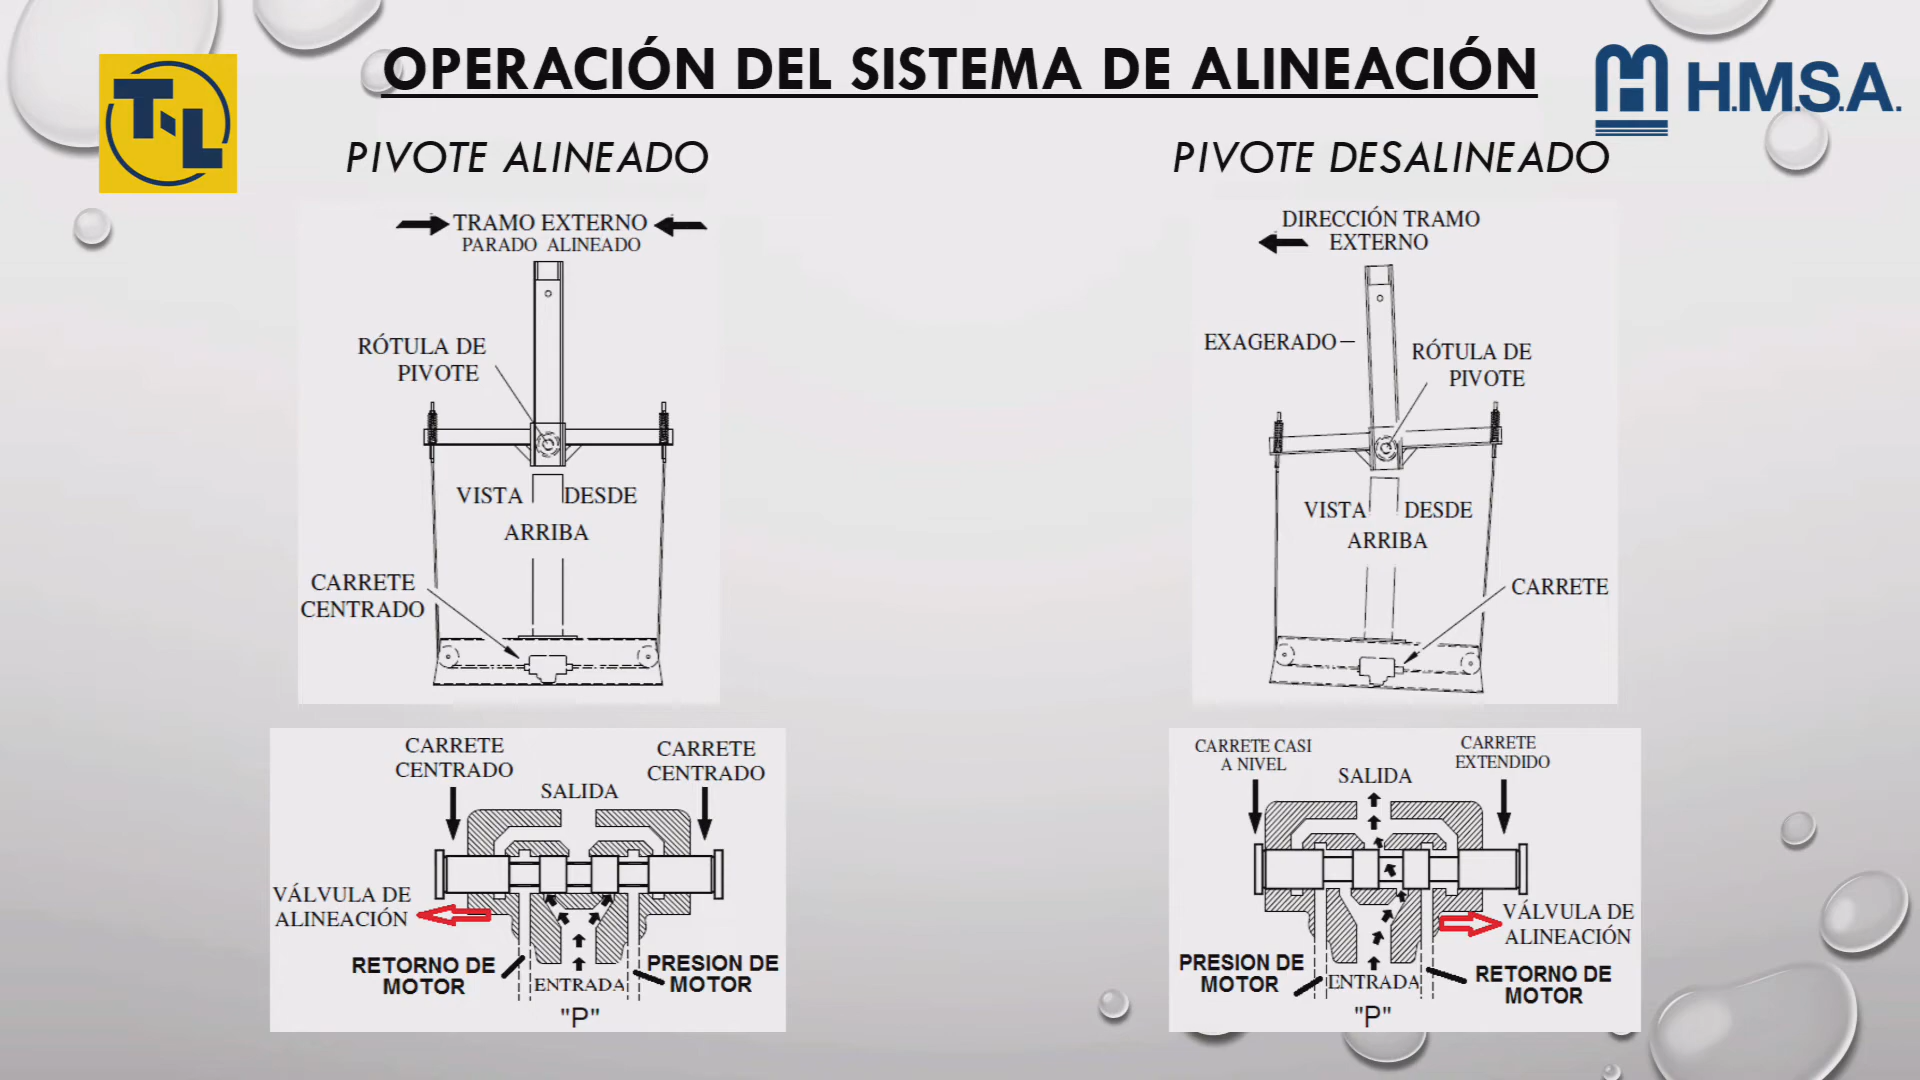 OPERACIÓN DEL SISTEMA DE ALINEACIÓN
T-L
H.M.S.A.
PIVOTE ALINEADO
TRAMO EXTERNO
PARADO ALINEADO
RÓTULA DE
PIVOTE
VISTA DESDE
ARRIBA
CARRETE
CENTRADO
CARRETE
CENTRADO
CARRETE
CENTRADO
SALIDA
VÁLVULA DE
ALINEACIÓN
RETORNO DE
MOTOR
ENTRADA
"P"
PRESION DE
MOTOR
PIVOTE DESALINEADO
DIRECCIÓN TRAMO
EXTERNO
EXAGERADO
RÓTULA DE
PIVOTE
VISTA DESDE
ARRIBA
CARRETE
CARRETE CASI
A NIVEL
SALIDA
CARRETE
EXTENDIDO
VÁLVULA DE
ALINEACIÓN
PRESION DE
MOTOR
ENTRADA
"P"
RETORNO DE
MOTOR